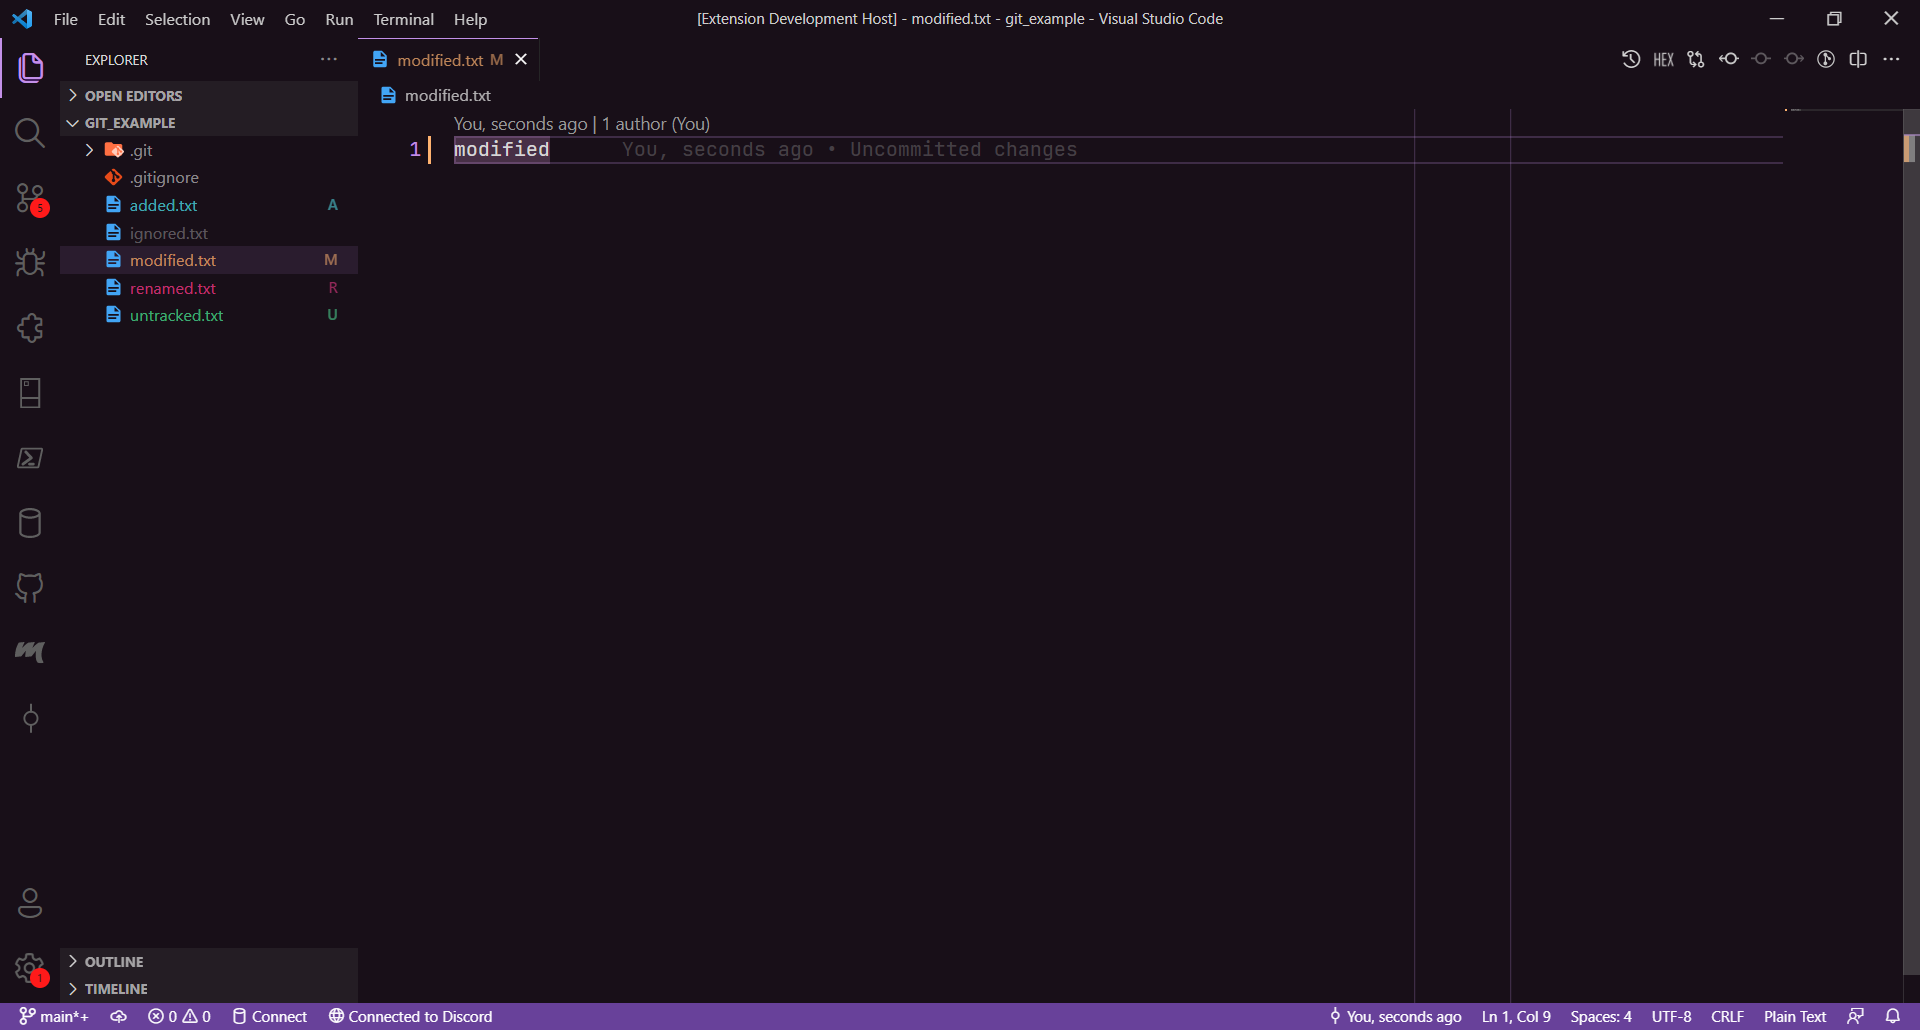 File Edit Selection View Go Run Terminal Help
[Extension Development Host] - modified.txt - git_example - Visual Studio Code
EXPLORER
modified.txt M
HEX
OPEN EDITORS
modified.txt
GIT_EXAMPLE
You, seconds ago | 1 author (You)
.git
1 modified You, seconds ago • Uncommitted changes
.gitignore
added.txt A
5
ignored.txt
modified.txt M
renamed.txt R
untracked.txt U
OUTLINE
1
TIMELINE
main*+ 0 0 Connect Connected to Discord
You, seconds ago Ln 1, Col 9 Spaces: 4 UTF-8 CRLF Plain Text